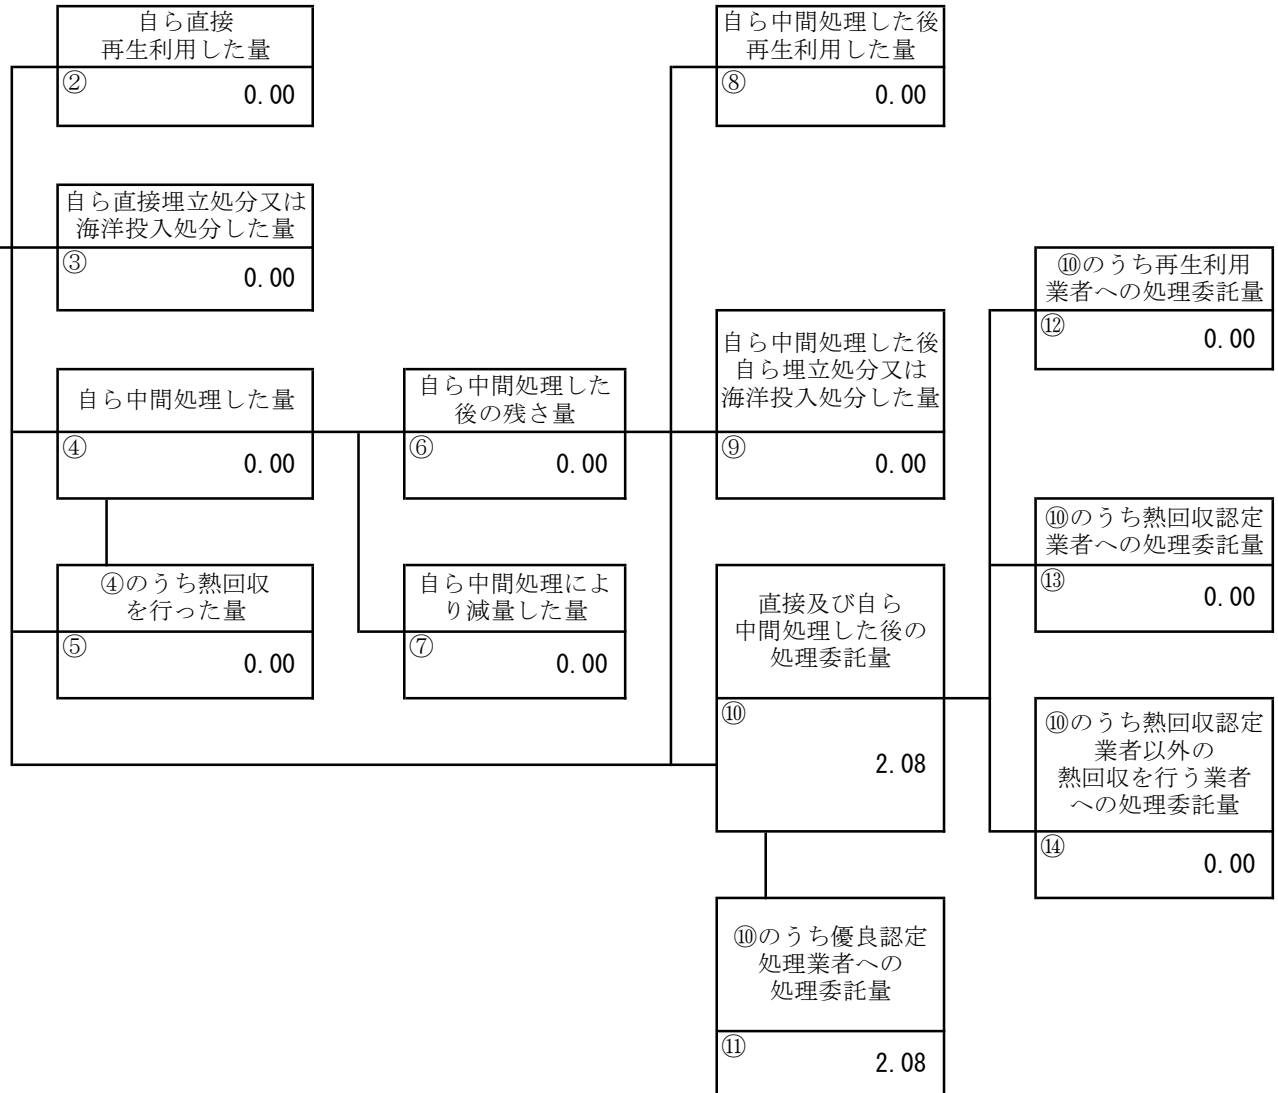 自ら直接
再生利用した量
②
0.00
自ら直接埋立処分又は
海洋投入処分した量
③
0.00
自ら中間処理した量
④
0.00
④のうち熱回収
を行った量
⑤
0.00
自ら中間処理した
後の残さ量
⑥
0.00
自ら中間処理によ
り減量した量
⑦
0.00
自ら中間処理した後
再生利用した量
⑧
0.00
自ら中間処理した後
自ら埋立処分又は
海洋投入処分した量
⑨
0.00
直接及び自ら
中間処理した後の
処理委託量
⑩
2.08
⑩のうち優良認定
処理業者への
処理委託量
⑪
2.08
⑩のうち再生利用
業者への処理委託量
⑫
0.00
⑩のうち熱回収認定
業者への処理委託量
⑬
0.00
⑩のうち熱回収認定
業者以外の
熱回収を行う業者
への処理委託量
⑭
0.00